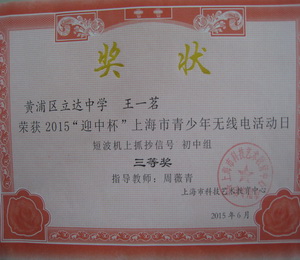 奖状
黄浦区立达中学 王一茗
荣获2015“迎中杯”上海市青少年无线电活动日
短波机上抓抄信号 初中组
三等奖
指导教师：周薇青
上海市科技艺术教育中心
2015年6月